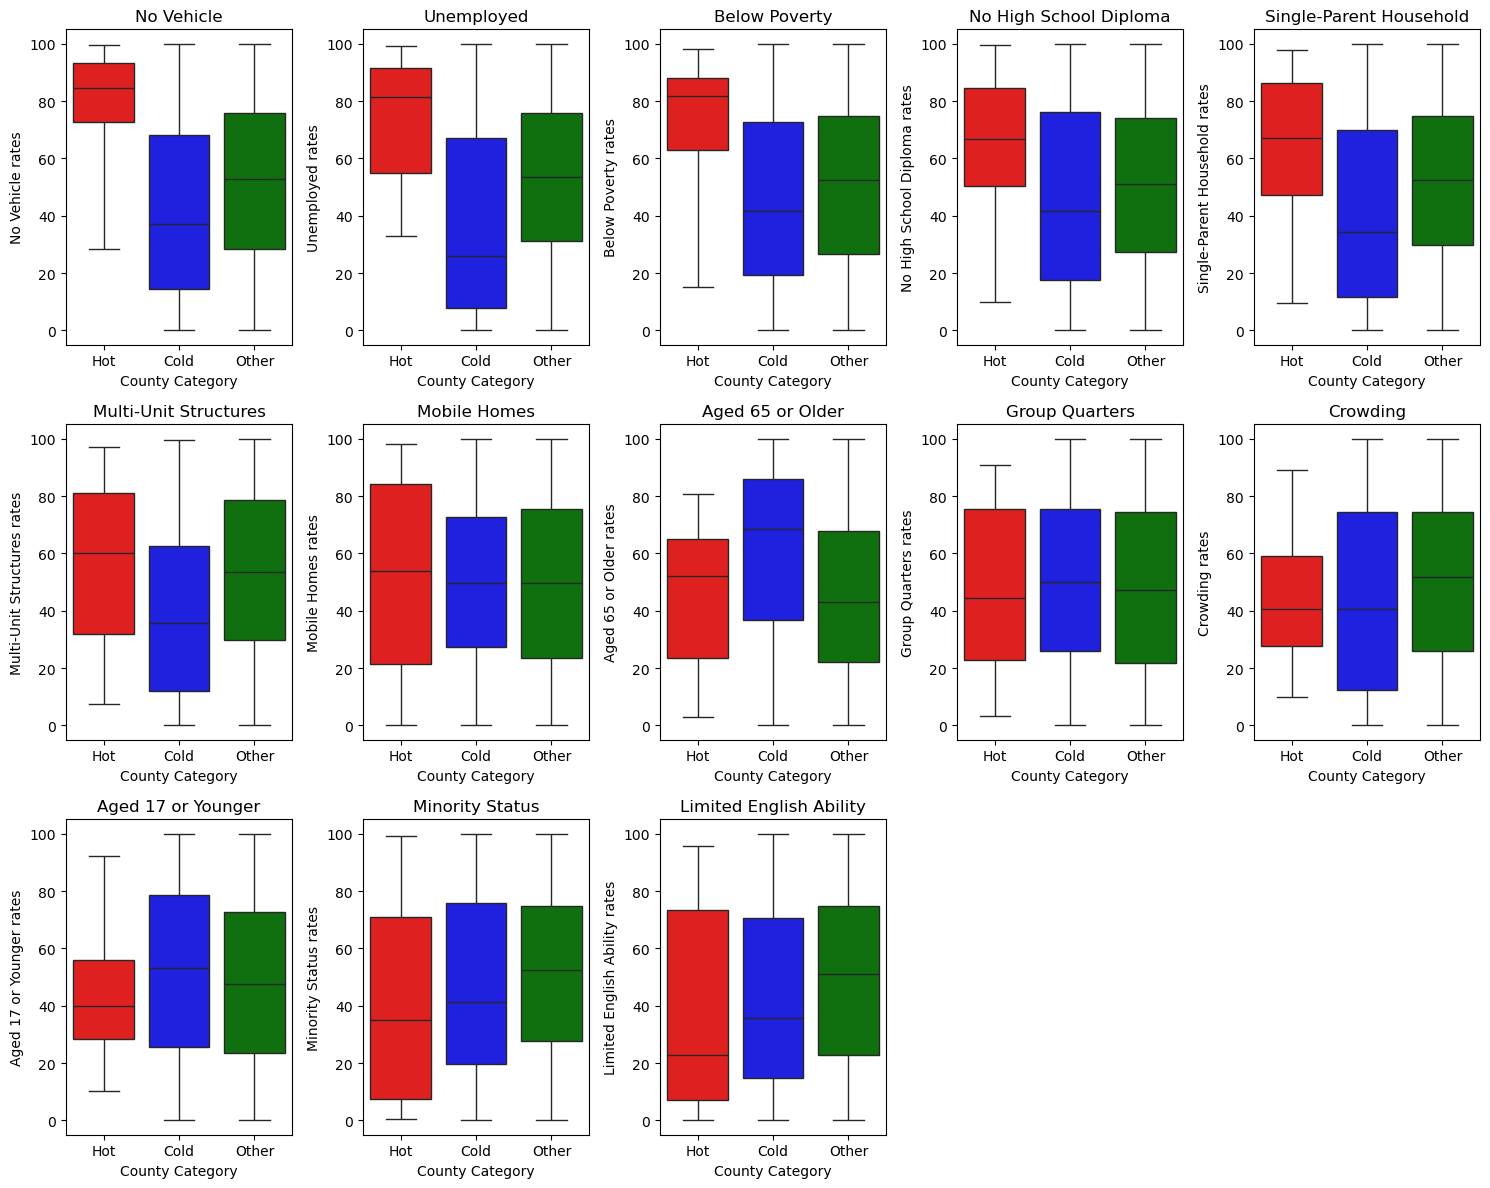 No Vehicle
No Vehicle rates
100
80
60
40
20
0
Hot Cold Other
County Category
Unemployed
Unemployed rates
100
80
60
40
20
0
Hot Cold Other
County Category
Below Poverty
Below Poverty rates
100
80
60
40
20
0
Hot Cold Other
County Category
No High School Diploma
No High School Diploma rates
100
80
60
40
20
0
Hot Cold Other
County Category
Single-Parent Household
Single-Parent Household rates
100
80
60
40
20
0
Hot Cold Other
County Category
Multi-Unit Structures
Multi-Unit Structures rates
100
80
60
40
20
0
Hot Cold Other
County Category
Mobile Homes
Mobile Homes rates
100
80
60
40
20
0
Hot Cold Other
County Category
Aged 65 or Older
Aged 65 or Older rates
100
80
60
40
20
0
Hot Cold Other
County Category
Group Quarters
Group Quarters rates
100
80
60
40
20
0
Hot Cold Other
County Category
Crowding
Crowding rates
100
80
60
40
20
0
Hot Cold Other
County Category
Aged 17 or Younger
Aged 17 or Younger rates
100
80
60
40
20
0
Hot Cold Other
County Category
Minority Status
Minority Status rates
100
80
60
40
20
0
Hot Cold Other
County Category
Limited English Ability
Limited English Ability rates
100
80
60
40
20
0
Hot Cold Other
County Category